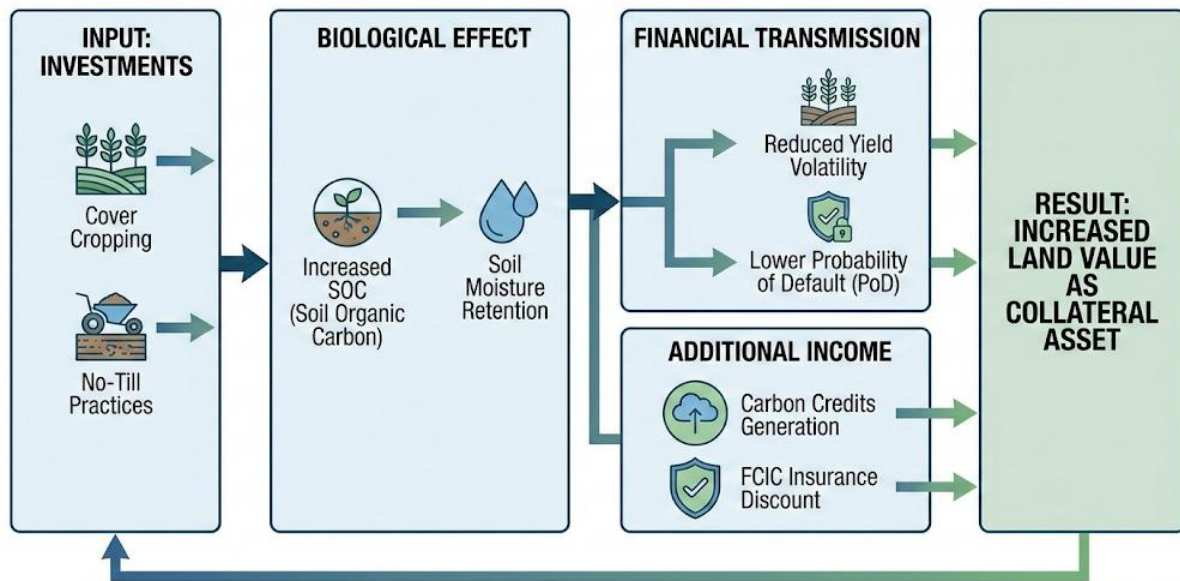 INPUT:
INVESTMENTS
Cover
Cropping
No-Till
Practices
BIOLOGICAL EFFECT
Increased
SOC
(Soil Organic
Carbon)
Soil
Moisture
Retention
FINANCIAL TRANSMISSION
Reduced Yield
Volatility
Lower Probability
of Default (PoD)
ADDITIONAL INCOME
Carbon Credits
Generation
FCIC Insurance
Discount
RESULT:
INCREASED
LAND VALUE
AS
COLLATERAL
ASSET